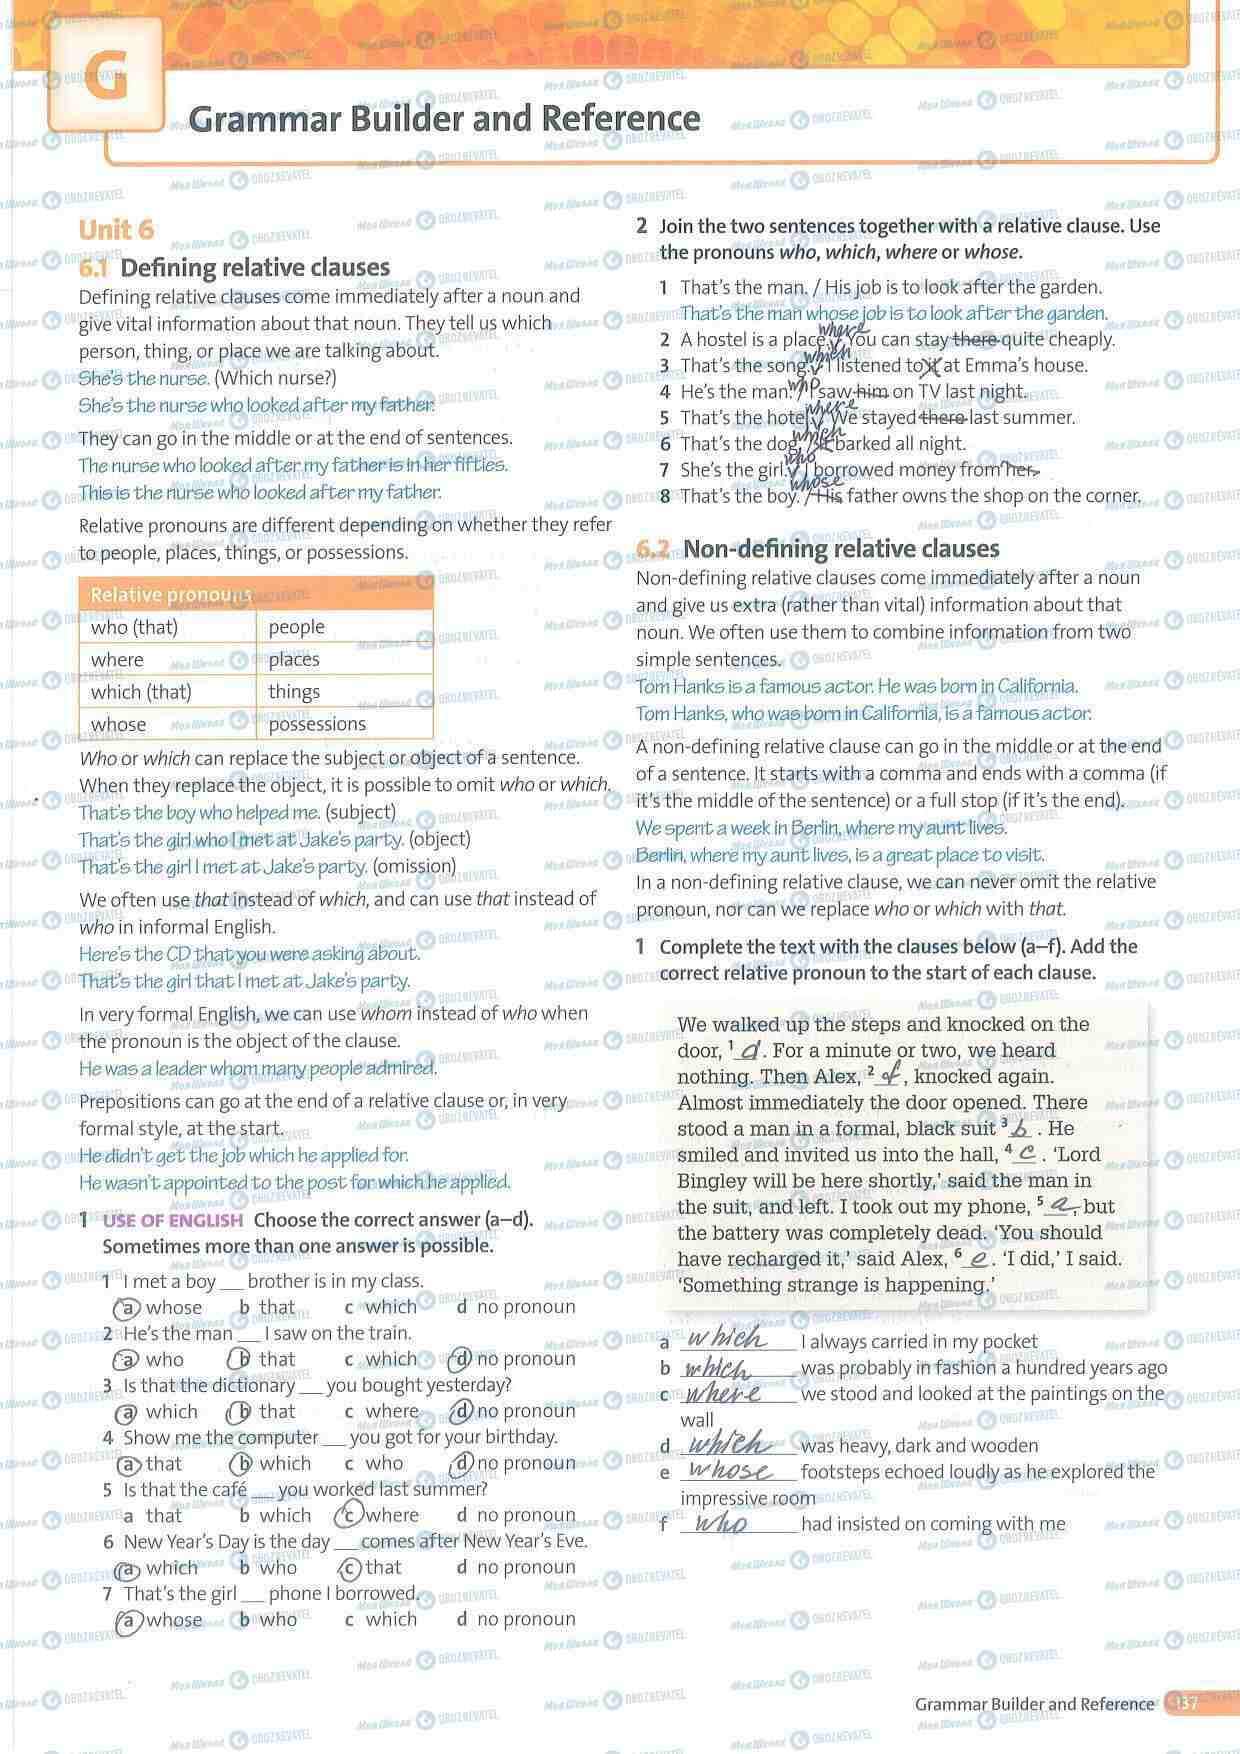 G
Grammar Builder and Reference
Unit 6
6.1 Defining relative clauses
Defining relative clauses come immediately after a noun and
give vital information about that noun. They tell us which
person, thing, or place we are talking about.
She's the nurse. (Which nurse?)
She's the nurse who looked after my father.
They can go in the middle or at the end of sentences.
The nurse who looked after my father is in her fifties.
This is the nurse who looked after my father.
Relative pronouns are different depending on whether they refer
to people, places, things, or possessions.
Relative pronouns
who (that) people
where places
which (that) things
whose possessions
Who or which can replace the subject or object of a sentence.
When they replace the object, it is possible to omit who or which.
That's the boy who helped me. (subject)
That's the girl who I met at Jake's party. (object)
That's the girl I met at Jake's party. (omission)
We often use that instead of which, and can use that instead of
who in informal English.
Here's the CD that you were asking about.
That's the girl that I met at Jake's party.
In very formal English, we can use whom instead of who when
the pronoun is the object of the clause.
He was a leader whom many people admired.
Prepositions can go at the end of a relative clause or, in very
formal style, at the start.
He didn't get the job which he applied for.
He wasn't appointed to the post for which he applied.
1 USE OF ENGLISH Choose the correct answer (a–d).
Sometimes more than one answer is possible.
1 I met a boy ___ brother is in my class.
a whose b that c which d no pronoun
2 He's the man ___ I saw on the train.
a who b that c which d no pronoun
3 Is that the dictionary ___ you bought yesterday?
a which b that c where d no pronoun
4 Show me the computer ___ you got for your birthday.
a that b which c who d no pronoun
5 Is that the café ___ you worked last summer?
a that b which c where d no pronoun
6 New Year's Day is the day ___ comes after New Year's Eve.
a which b who c that d no pronoun
7 That's the girl ___ phone I borrowed.
a whose b who c which d no pronoun
2 Join the two sentences together with a relative clause. Use
the pronouns who, which, where or whose.
1 That's the man. / His job is to look after the garden.
That's the man whose job is to look after the garden.
where
2 A hostel is a place. / You can stay there quite cheaply.
which
3 That's the song. / I listened to it at Emma's house.
who
4 He's the man. / I saw him on TV last night.
where
5 That's the hotel. / We stayed there last summer.
which
6 That's the dog. / It barked all night.
who
7 She's the girl. / I borrowed money from her.
whose
8 That's the boy. / His father owns the shop on the corner.
6.2 Non-defining relative clauses
Non-defining relative clauses come immediately after a noun
and give us extra (rather than vital) information about that
noun. We often use them to combine information from two
simple sentences.
Tom Hanks is a famous actor. He was born in California.
Tom Hanks, who was born in California, is a famous actor.
A non-defining relative clause can go in the middle or at the end
of a sentence. It starts with a comma and ends with a comma (if
it's the middle of the sentence) or a full stop (if it's the end).
We spent a week in Berlin, where my aunt lives.
Berlin, where my aunt lives, is a great place to visit.
In a non-defining relative clause, we can never omit the relative
pronoun, nor can we replace who or which with that.
1 Complete the text with the clauses below (a–f). Add the
correct relative pronoun to the start of each clause.
We walked up the steps and knocked on the
door, 1 d . For a minute or two, we heard
nothing. Then Alex, 2 f , knocked again.
Almost immediately the door opened. There
stood a man in a formal, black suit 3 b . He
smiled and invited us into the hall, 4 c . 'Lord
Bingley will be here shortly,' said the man in
the suit, and left. I took out my phone, 5 a , but
the battery was completely dead. 'You should
have recharged it,' said Alex, 6 e . 'I did,' I said.
'Something strange is happening.'
a which I always carried in my pocket
b which was probably in fashion a hundred years ago
c where we stood and looked at the paintings on the
wall
d which was heavy, dark and wooden
e whose footsteps echoed loudly as he explored the
impressive room
f who had insisted on coming with me
Grammar Builder and Reference 137